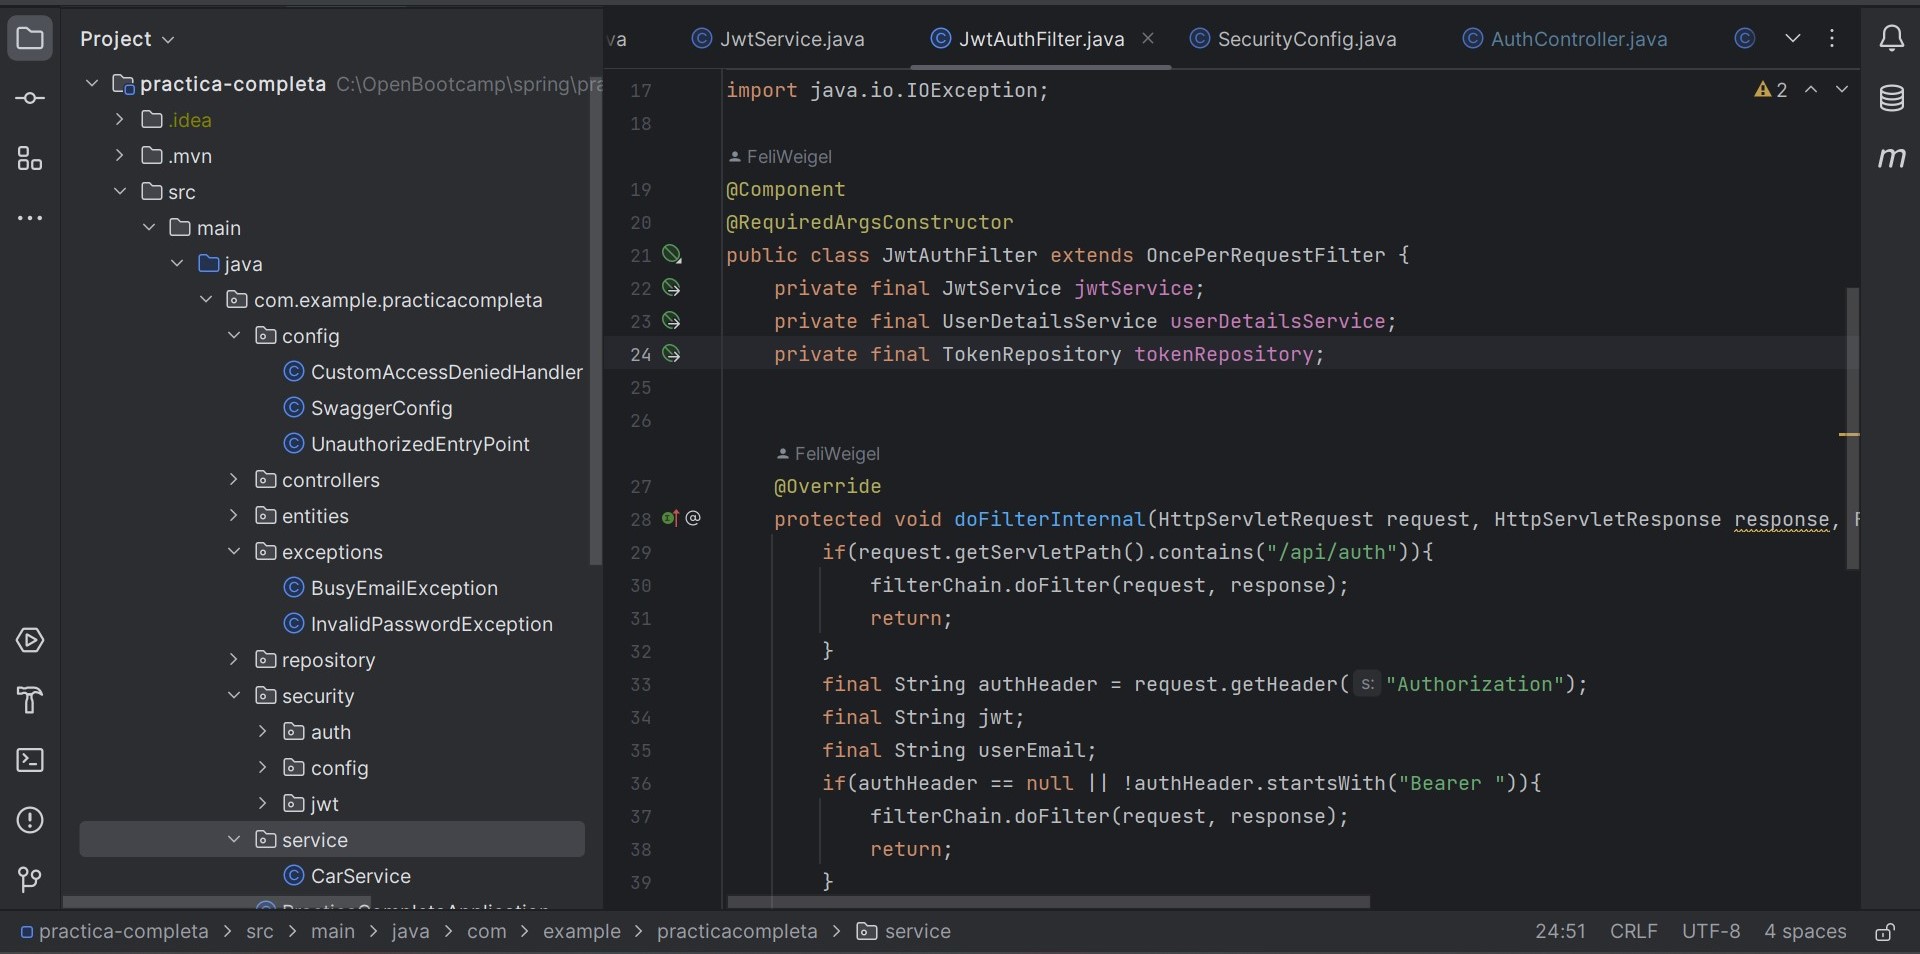 Project
practica-completa C:\OpenBootcamp\spring\pra
.idea
.mvn
src
main
java
com.example.practicacompleta
config
CustomAccessDeniedHandler
SwaggerConfig
UnauthorizedEntryPoint
controllers
entities
exceptions
BusyEmailException
InvalidPasswordException
repository
security
auth
config
jwt
service
CarService
PracticaCompletaApplication
va JwtService.java JwtAuthFilter.java SecurityConfig.java AuthController.java
2
17 import java.io.IOException;
18
FeliWeigel
19 @Component
20 @RequiredArgsConstructor
21 public class JwtAuthFilter extends OncePerRequestFilter {
22 private final JwtService jwtService;
23 private final UserDetailsService userDetailsService;
24 private final TokenRepository tokenRepository;
25
26
FeliWeigel
27 @Override
28 protected void doFilterInternal(HttpServletRequest request, HttpServletResponse response, F
29 if(request.getServletPath().contains("/api/auth")){
30 filterChain.doFilter(request, response);
31 return;
32 }
33 final String authHeader = request.getHeader( s: "Authorization");
34 final String jwt;
35 final String userEmail;
36 if(authHeader == null || !authHeader.startsWith("Bearer ")){
37 filterChain.doFilter(request, response);
38 return;
39 }
practica-completa > src > main > java > com > example > practicacompleta > service
24:51 CRLF UTF-8 4 spaces